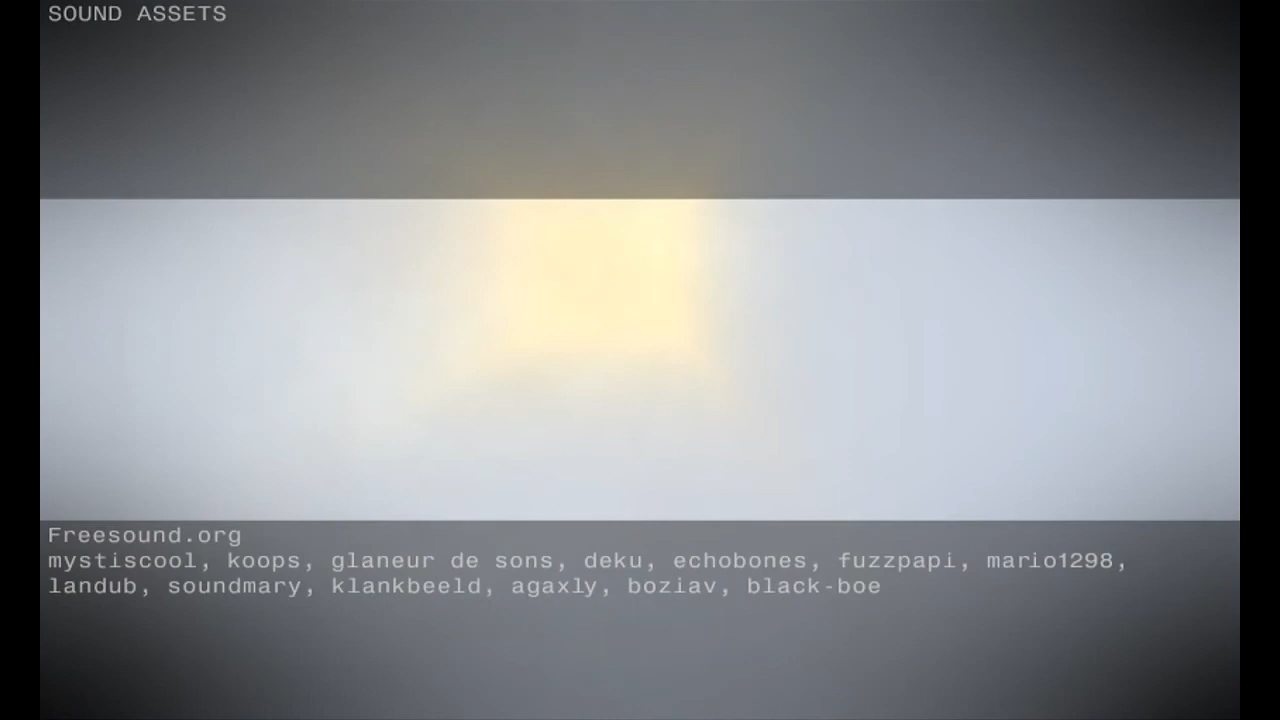 SOUND ASSETS
Freesound.org
mystiscool, koops, glaneur de sons, deku, echobones, fuzzpapi, mario1298,
landub, soundmary, klankbeeld, agaxly, boziav, black-boe